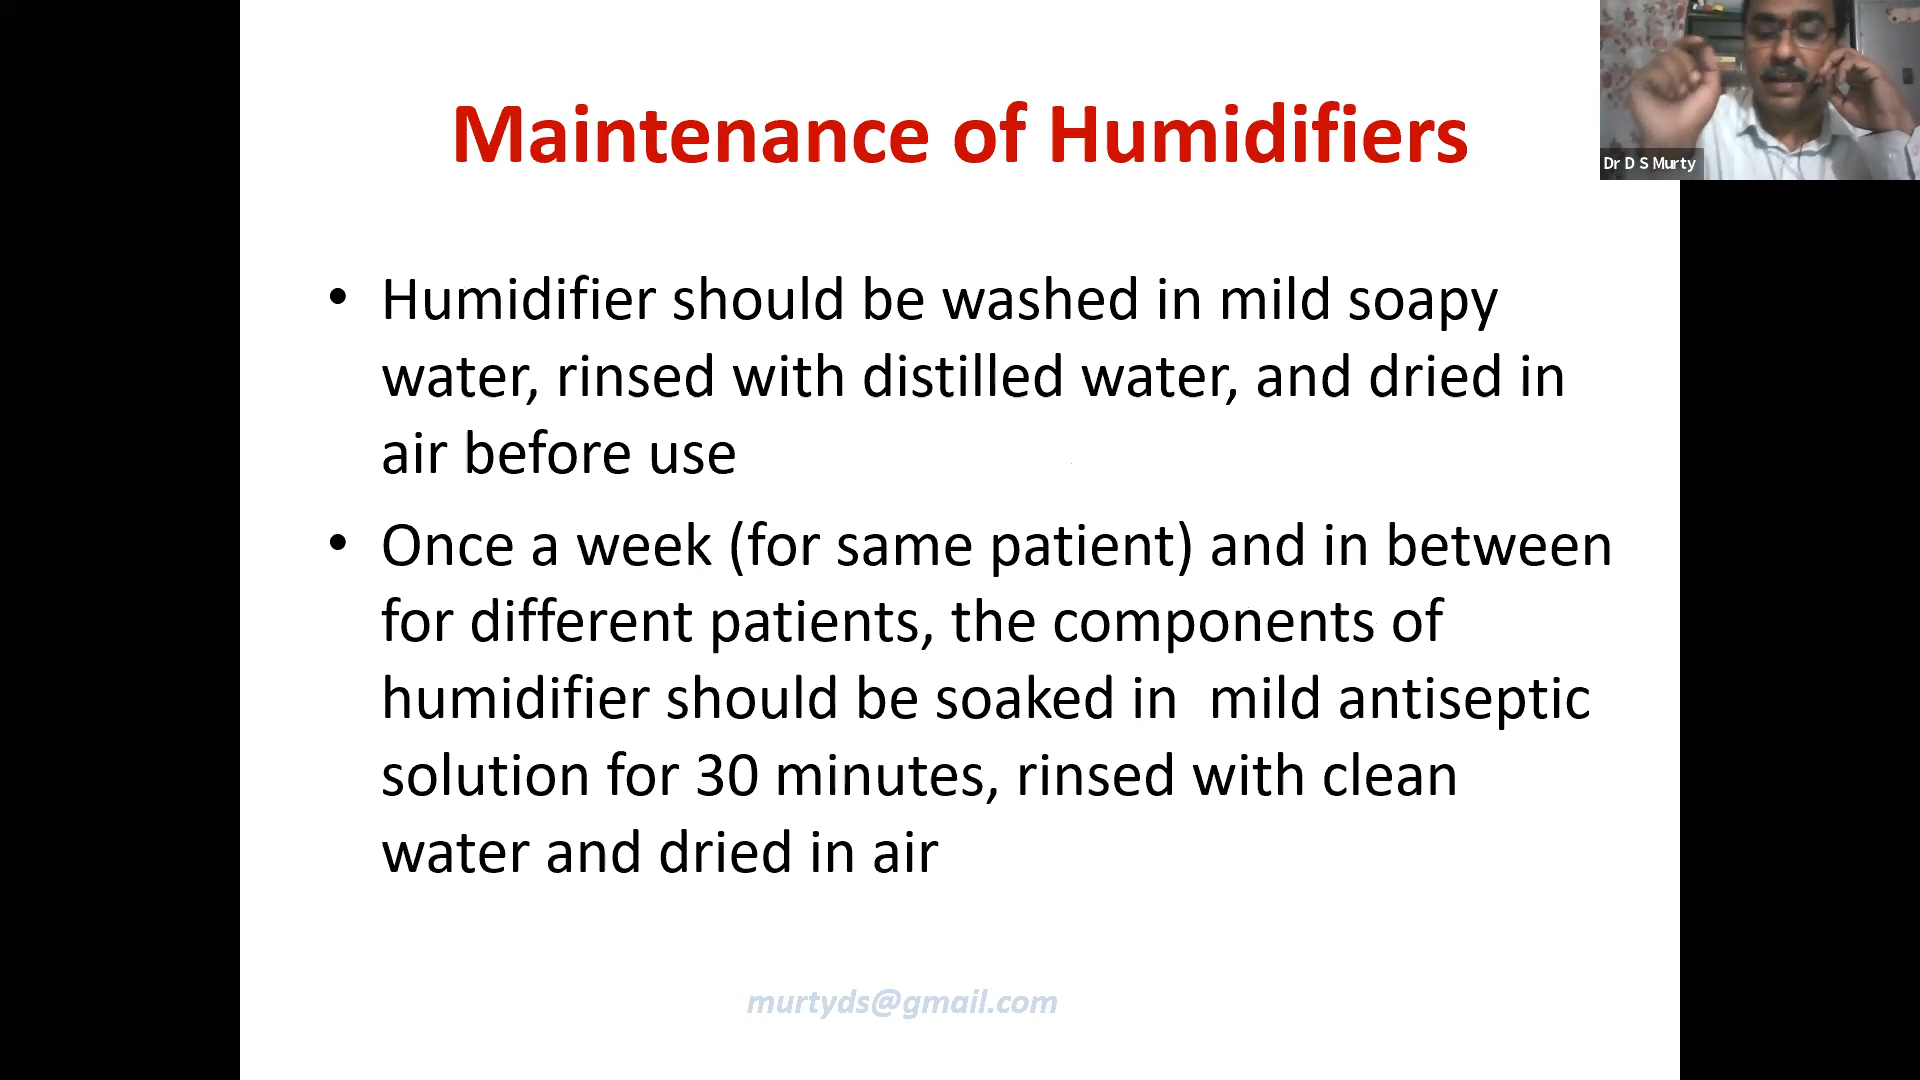 Maintenance of Humidifiers
Dr D S Murty
• Humidifier should be washed in mild soapy
water, rinsed with distilled water, and dried in
air before use
• Once a week (for same patient) and in between
for different patients, the components of
humidifier should be soaked in  mild antiseptic
solution for 30 minutes, rinsed with clean
water and dried in air
murtyds@gmail.com